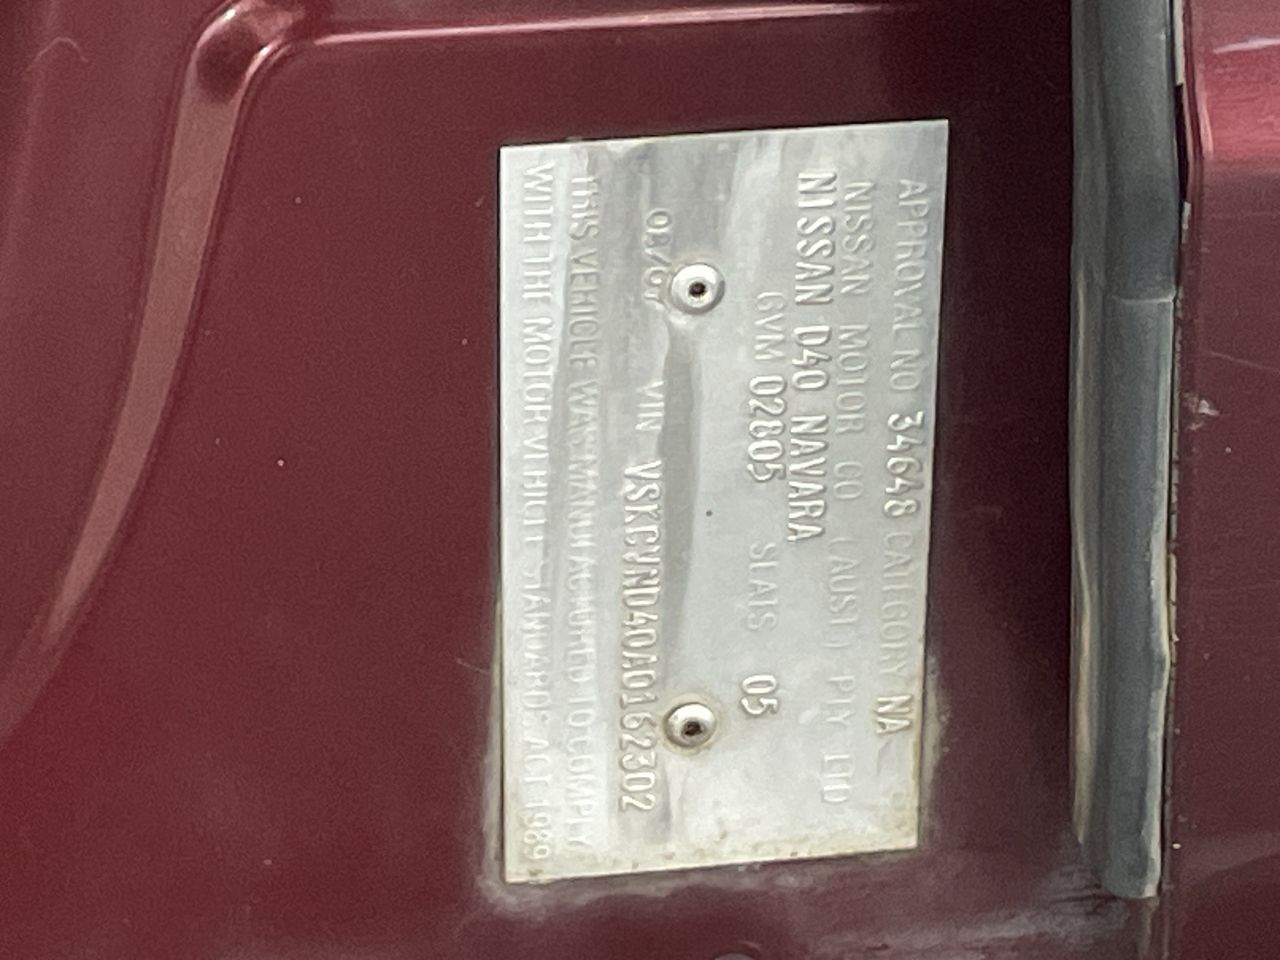 APPROVAL NO 34648 CATEGORY NA
NISSAN MOTOR CO (AUST) PTY LTD
NISSAN D40 NAVARA
GVM 02805 SEATS 05
VIN VSKCVND40A0162302
THIS VEHICLE WAS MANUFACTURED TO COMPLY
WITH THE MOTOR VEHICLE STANDARDS ACT 1989